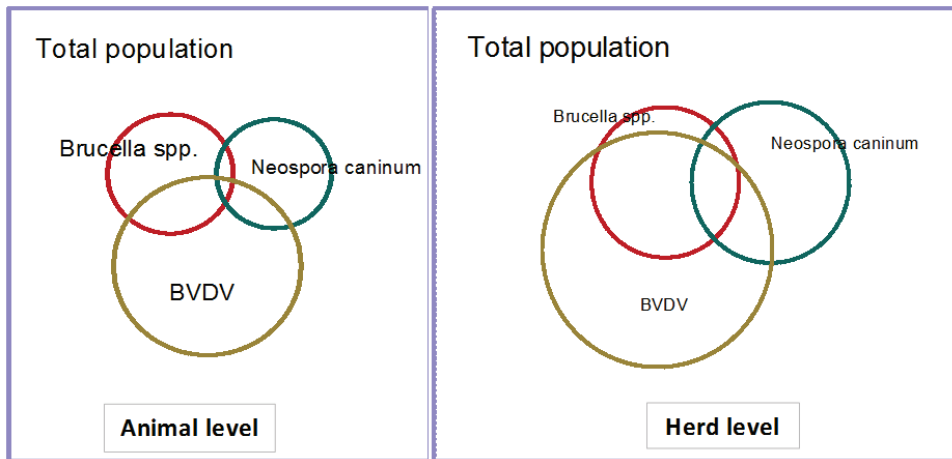 Total population
Brucella spp.
Neospora caninum
BVDV
Animal level
Total population
Brucella spp.
Neospora caninum
BVDV
Herd level